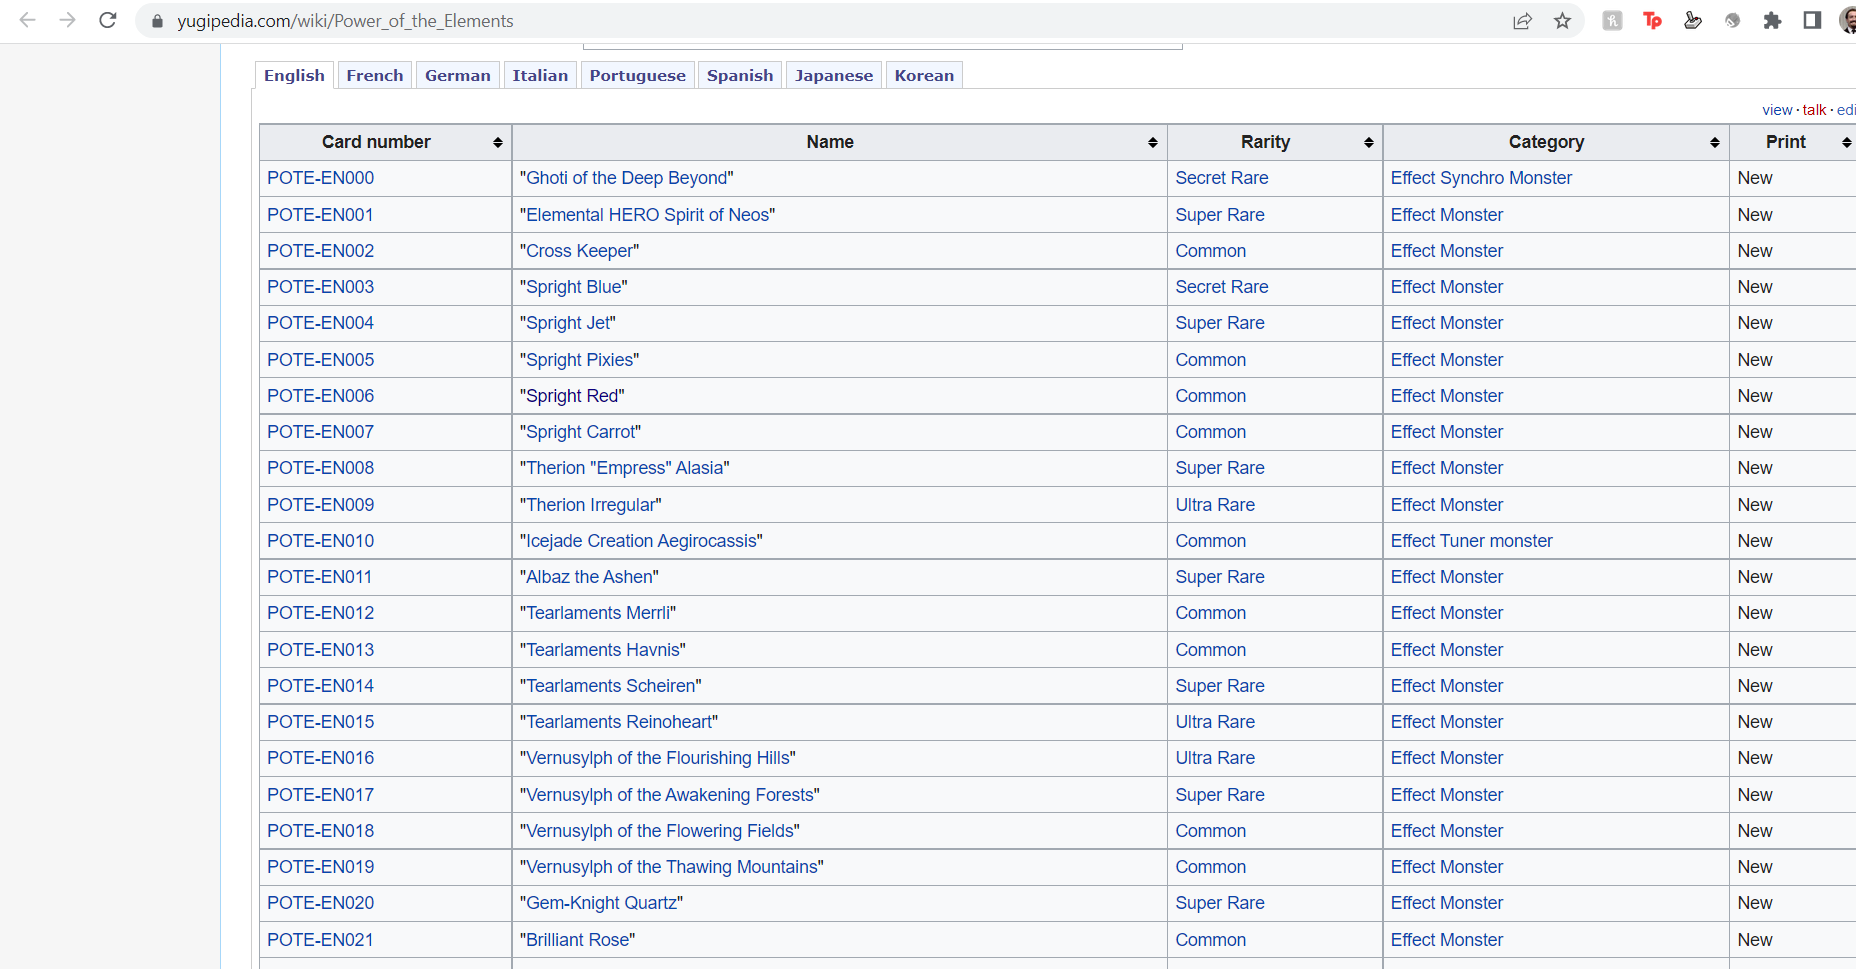 yugipedia.com/wiki/Power_of_the_Elements
Tp
English French German Italian Portuguese Spanish Japanese Korean
view · talk · edi
Card number Name Rarity Category Print
POTE-EN000 "Ghoti of the Deep Beyond" Secret Rare Effect Synchro Monster New
POTE-EN001 "Elemental HERO Spirit of Neos" Super Rare Effect Monster New
POTE-EN002 "Cross Keeper" Common Effect Monster New
POTE-EN003 "Spright Blue" Secret Rare Effect Monster New
POTE-EN004 "Spright Jet" Super Rare Effect Monster New
POTE-EN005 "Spright Pixies" Common Effect Monster New
POTE-EN006 "Spright Red" Common Effect Monster New
POTE-EN007 "Spright Carrot" Common Effect Monster New
POTE-EN008 "Therion "Empress" Alasia" Super Rare Effect Monster New
POTE-EN009 "Therion Irregular" Ultra Rare Effect Monster New
POTE-EN010 "Icejade Creation Aegirocassis" Common Effect Tuner monster New
POTE-EN011 "Albaz the Ashen" Super Rare Effect Monster New
POTE-EN012 "Tearlaments Merrli" Common Effect Monster New
POTE-EN013 "Tearlaments Havnis" Common Effect Monster New
POTE-EN014 "Tearlaments Scheiren" Super Rare Effect Monster New
POTE-EN015 "Tearlaments Reinoheart" Ultra Rare Effect Monster New
POTE-EN016 "Vernusylph of the Flourishing Hills" Ultra Rare Effect Monster New
POTE-EN017 "Vernusylph of the Awakening Forests" Super Rare Effect Monster New
POTE-EN018 "Vernusylph of the Flowering Fields" Common Effect Monster New
POTE-EN019 "Vernusylph of the Thawing Mountains" Common Effect Monster New
POTE-EN020 "Gem-Knight Quartz" Super Rare Effect Monster New
POTE-EN021 "Brilliant Rose" Common Effect Monster New